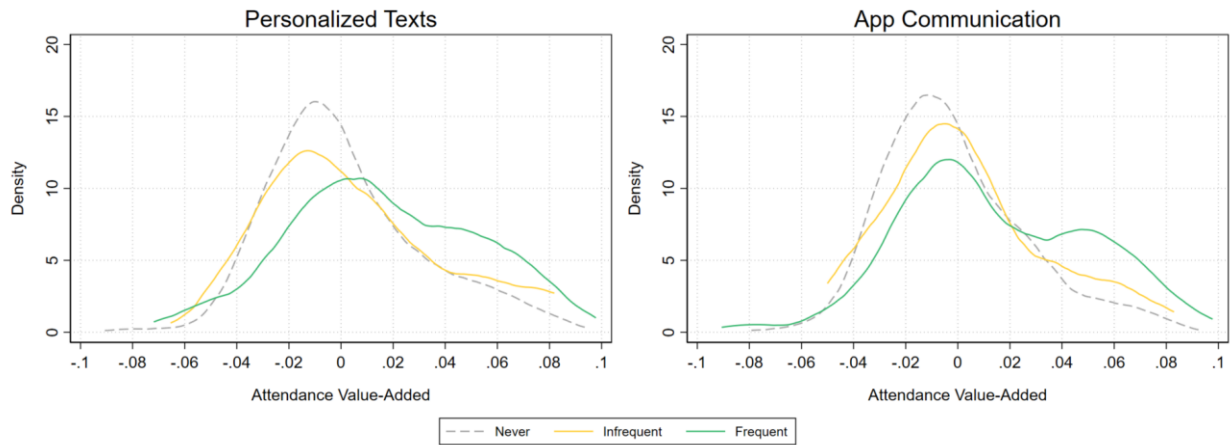 Personalized Texts
20
15
10
5
0
Density
-.1 -.08 -.06 -.04 -.02 0 .02 .04 .06 .08 .1
Attendance Value-Added
App Communication
20
15
10
5
0
Density
-.1 -.08 -.06 -.04 -.02 0 .02 .04 .06 .08 .1
Attendance Value-Added
Never Infrequent Frequent